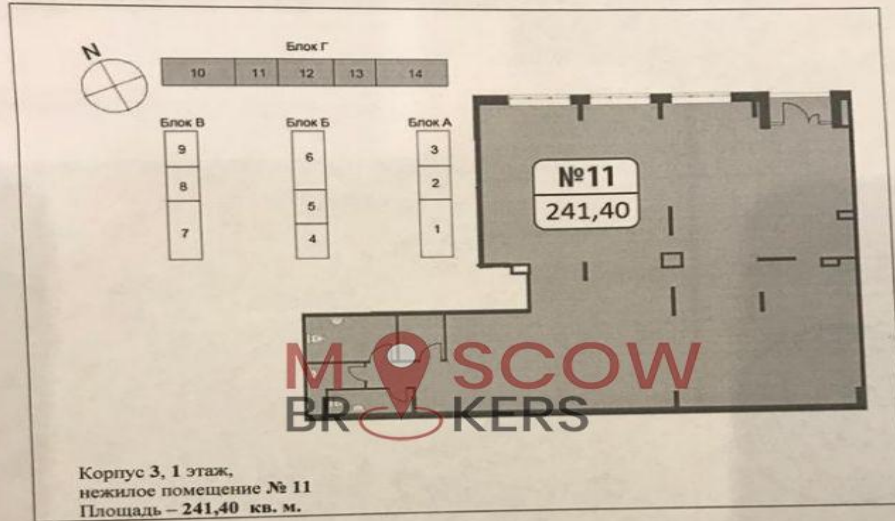 N
Блок Г
10 11 12 13 14
Блок В
9
8
7
Блок Б
6
5
4
Блок А
3
2
1
№11
241,40
MOSCOW
BROKERS
Корпус 3, 1 этаж,
нежилое помещение № 11
Площадь – 241,40 кв. м.